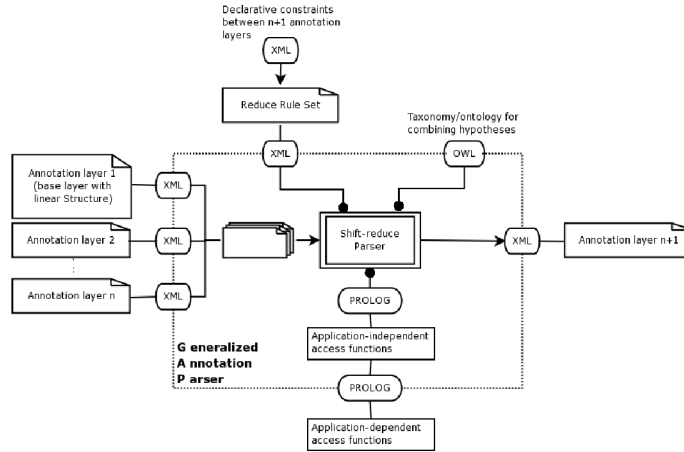 Declarative constraints
between n+1 annotation
layers
XML
Reduce Rule Set
Taxonomy/ontology for
combining hypotheses
XML
OWL
Annotation layer 1
(base layer with
linear Structure)
XML
Annotation layer 2
XML
Shift-reduce
Parser
XML
Annotation layer n+1
Annotation layer n
XML
PROLOG
G eneralized
A nnotation
P arser
Application-independent
access functions
PROLOG
Application-dependent
access functions